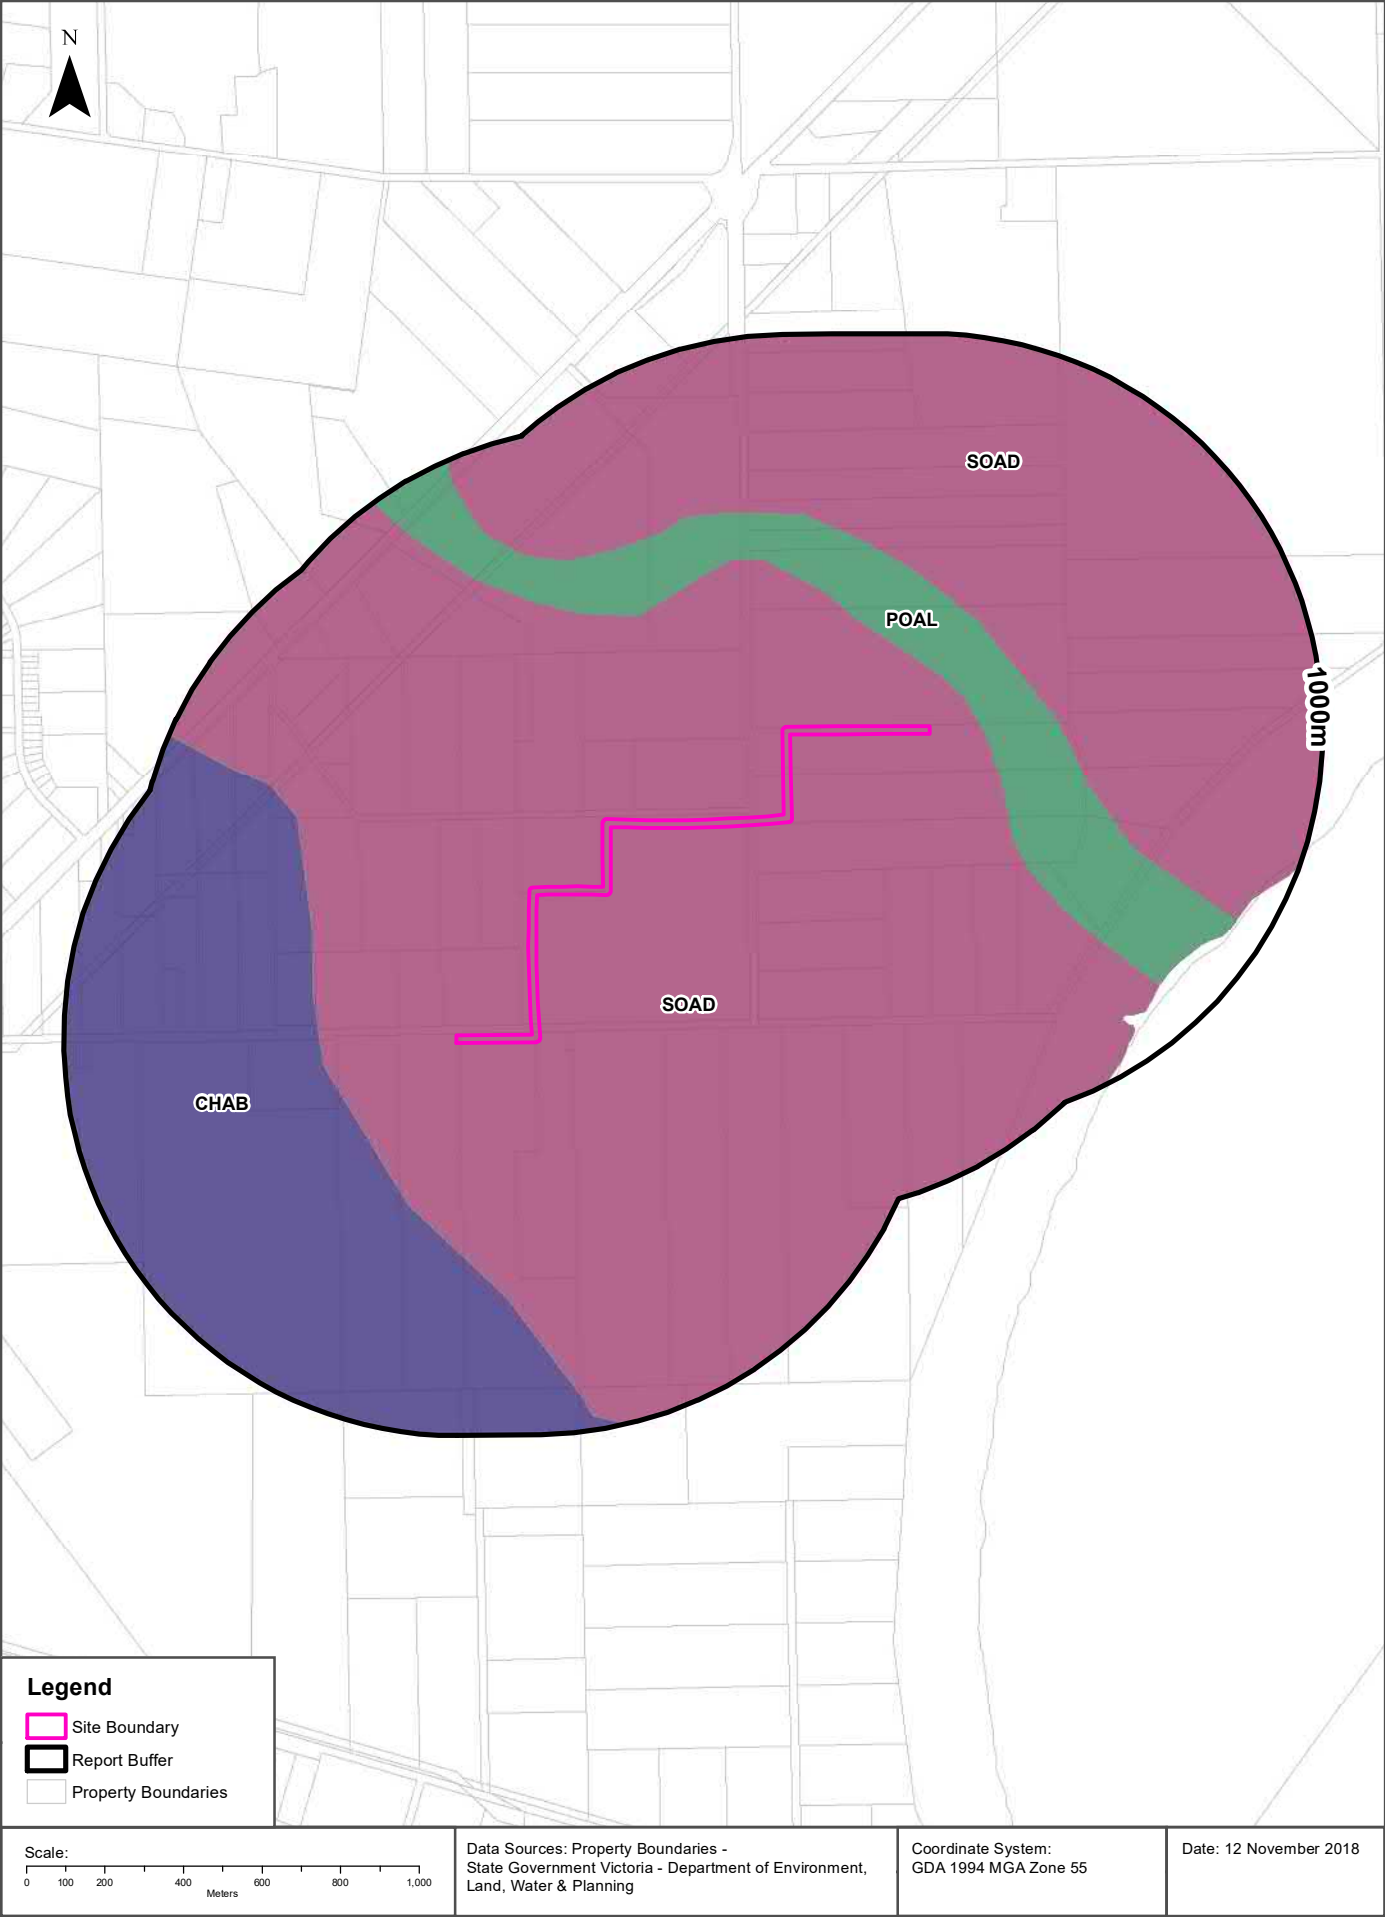 N
SOAD
POAL
1000m
SOAD
CHAB
Legend
Site Boundary
Report Buffer
Property Boundaries
Scale:
0 100 200 400 600 800 1,000
Meters
Data Sources: Property Boundaries -
State Government Victoria - Department of Environment,
Land, Water & Planning
Coordinate System:
GDA 1994 MGA Zone 55
Date: 12 November 2018